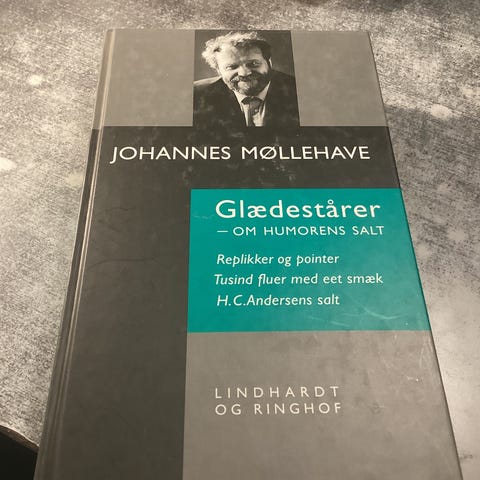 JOHANNES MØLLEHAVE
Glædestårer
– OM HUMORENS SALT
Replikker og pointer
Tusind fluer med eet smæk
H.C.Andersens salt
LINDHARDT
OG RINGHOF